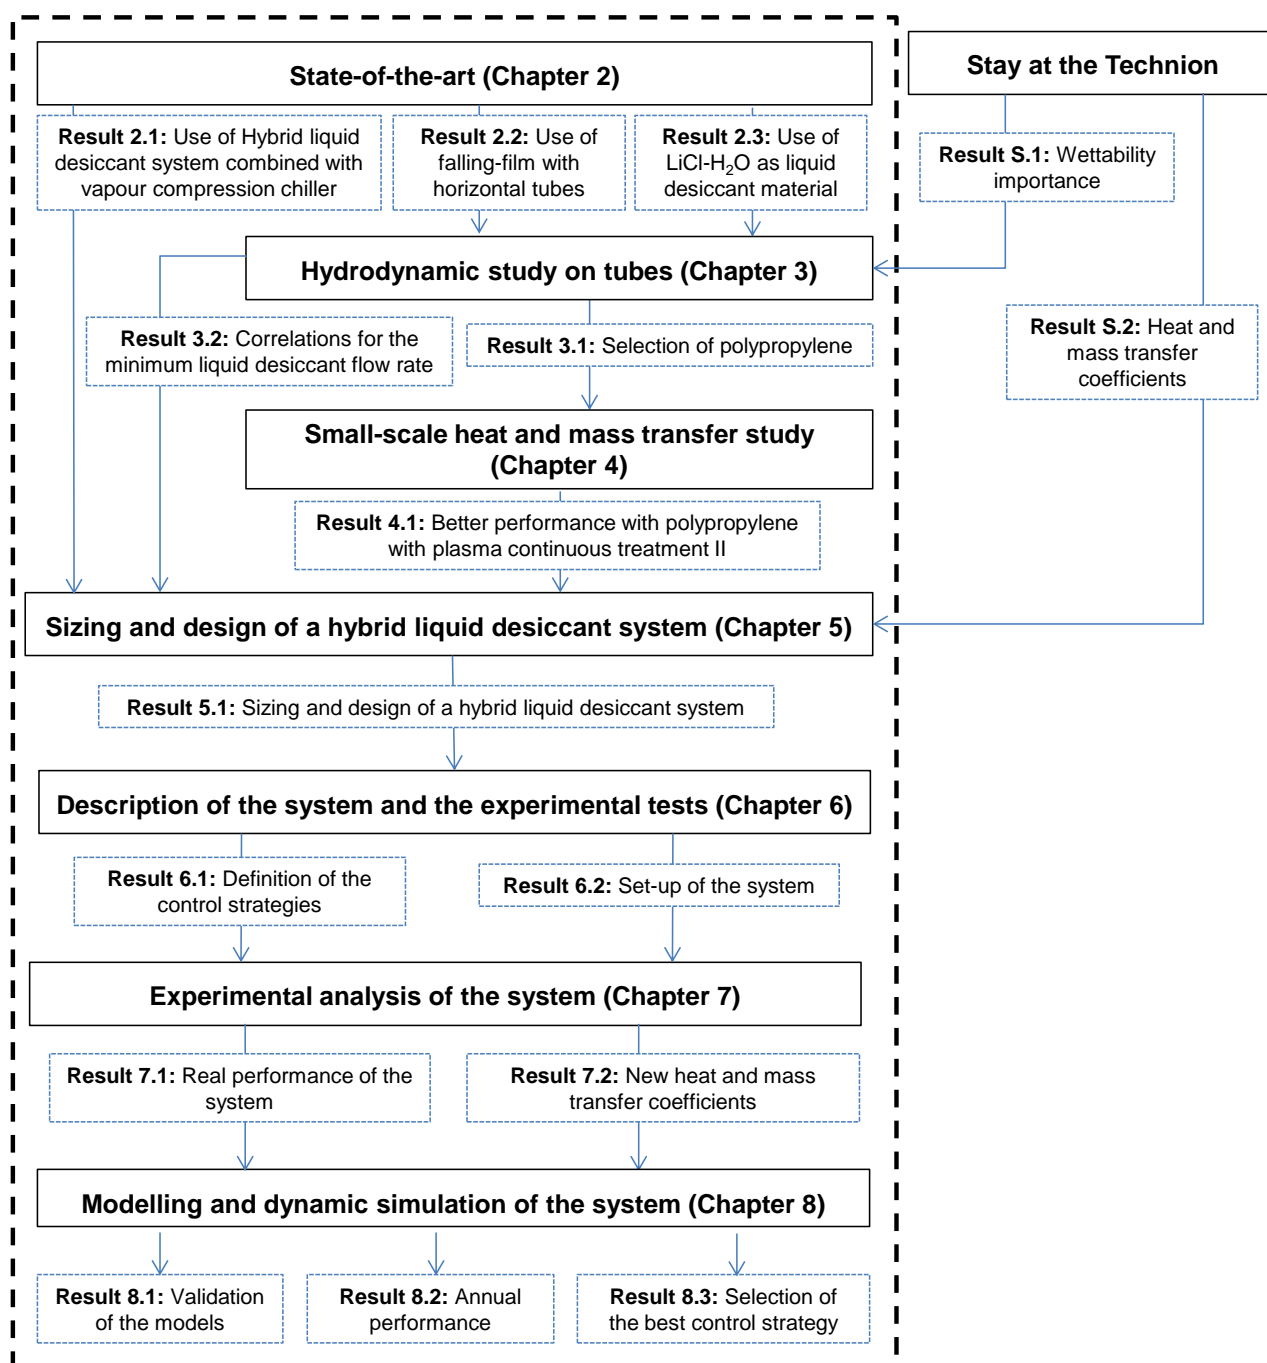 State-of-the-art (Chapter 2)
Stay at the Technion
Result 2.1: Use of Hybrid liquid
desiccant system combined with
vapour compression chiller
Result 2.2: Use of
falling-film with
horizontal tubes
Result 2.3: Use of
LiCl-H₂O as liquid
desiccant material
Result S.1: Wettability
importance
Hydrodynamic study on tubes (Chapter 3)
Result 3.2: Correlations for the
minimum liquid desiccant flow rate
Result 3.1: Selection of polypropylene
Result S.2: Heat and
mass transfer
coefficients
Small-scale heat and mass transfer study
(Chapter 4)
Result 4.1: Better performance with polypropylene
with plasma continuous treatment II
Sizing and design of a hybrid liquid desiccant system (Chapter 5)
Result 5.1: Sizing and design of a hybrid liquid desiccant system
Description of the system and the experimental tests (Chapter 6)
Result 6.1: Definition of the
control strategies
Result 6.2: Set-up of the system
Experimental analysis of the system (Chapter 7)
Result 7.1: Real performance of the
system
Result 7.2: New heat and mass
transfer coefficients
Modelling and dynamic simulation of the system (Chapter 8)
Result 8.1: Validation
of the models
Result 8.2: Annual
performance
Result 8.3: Selection of
the best control strategy